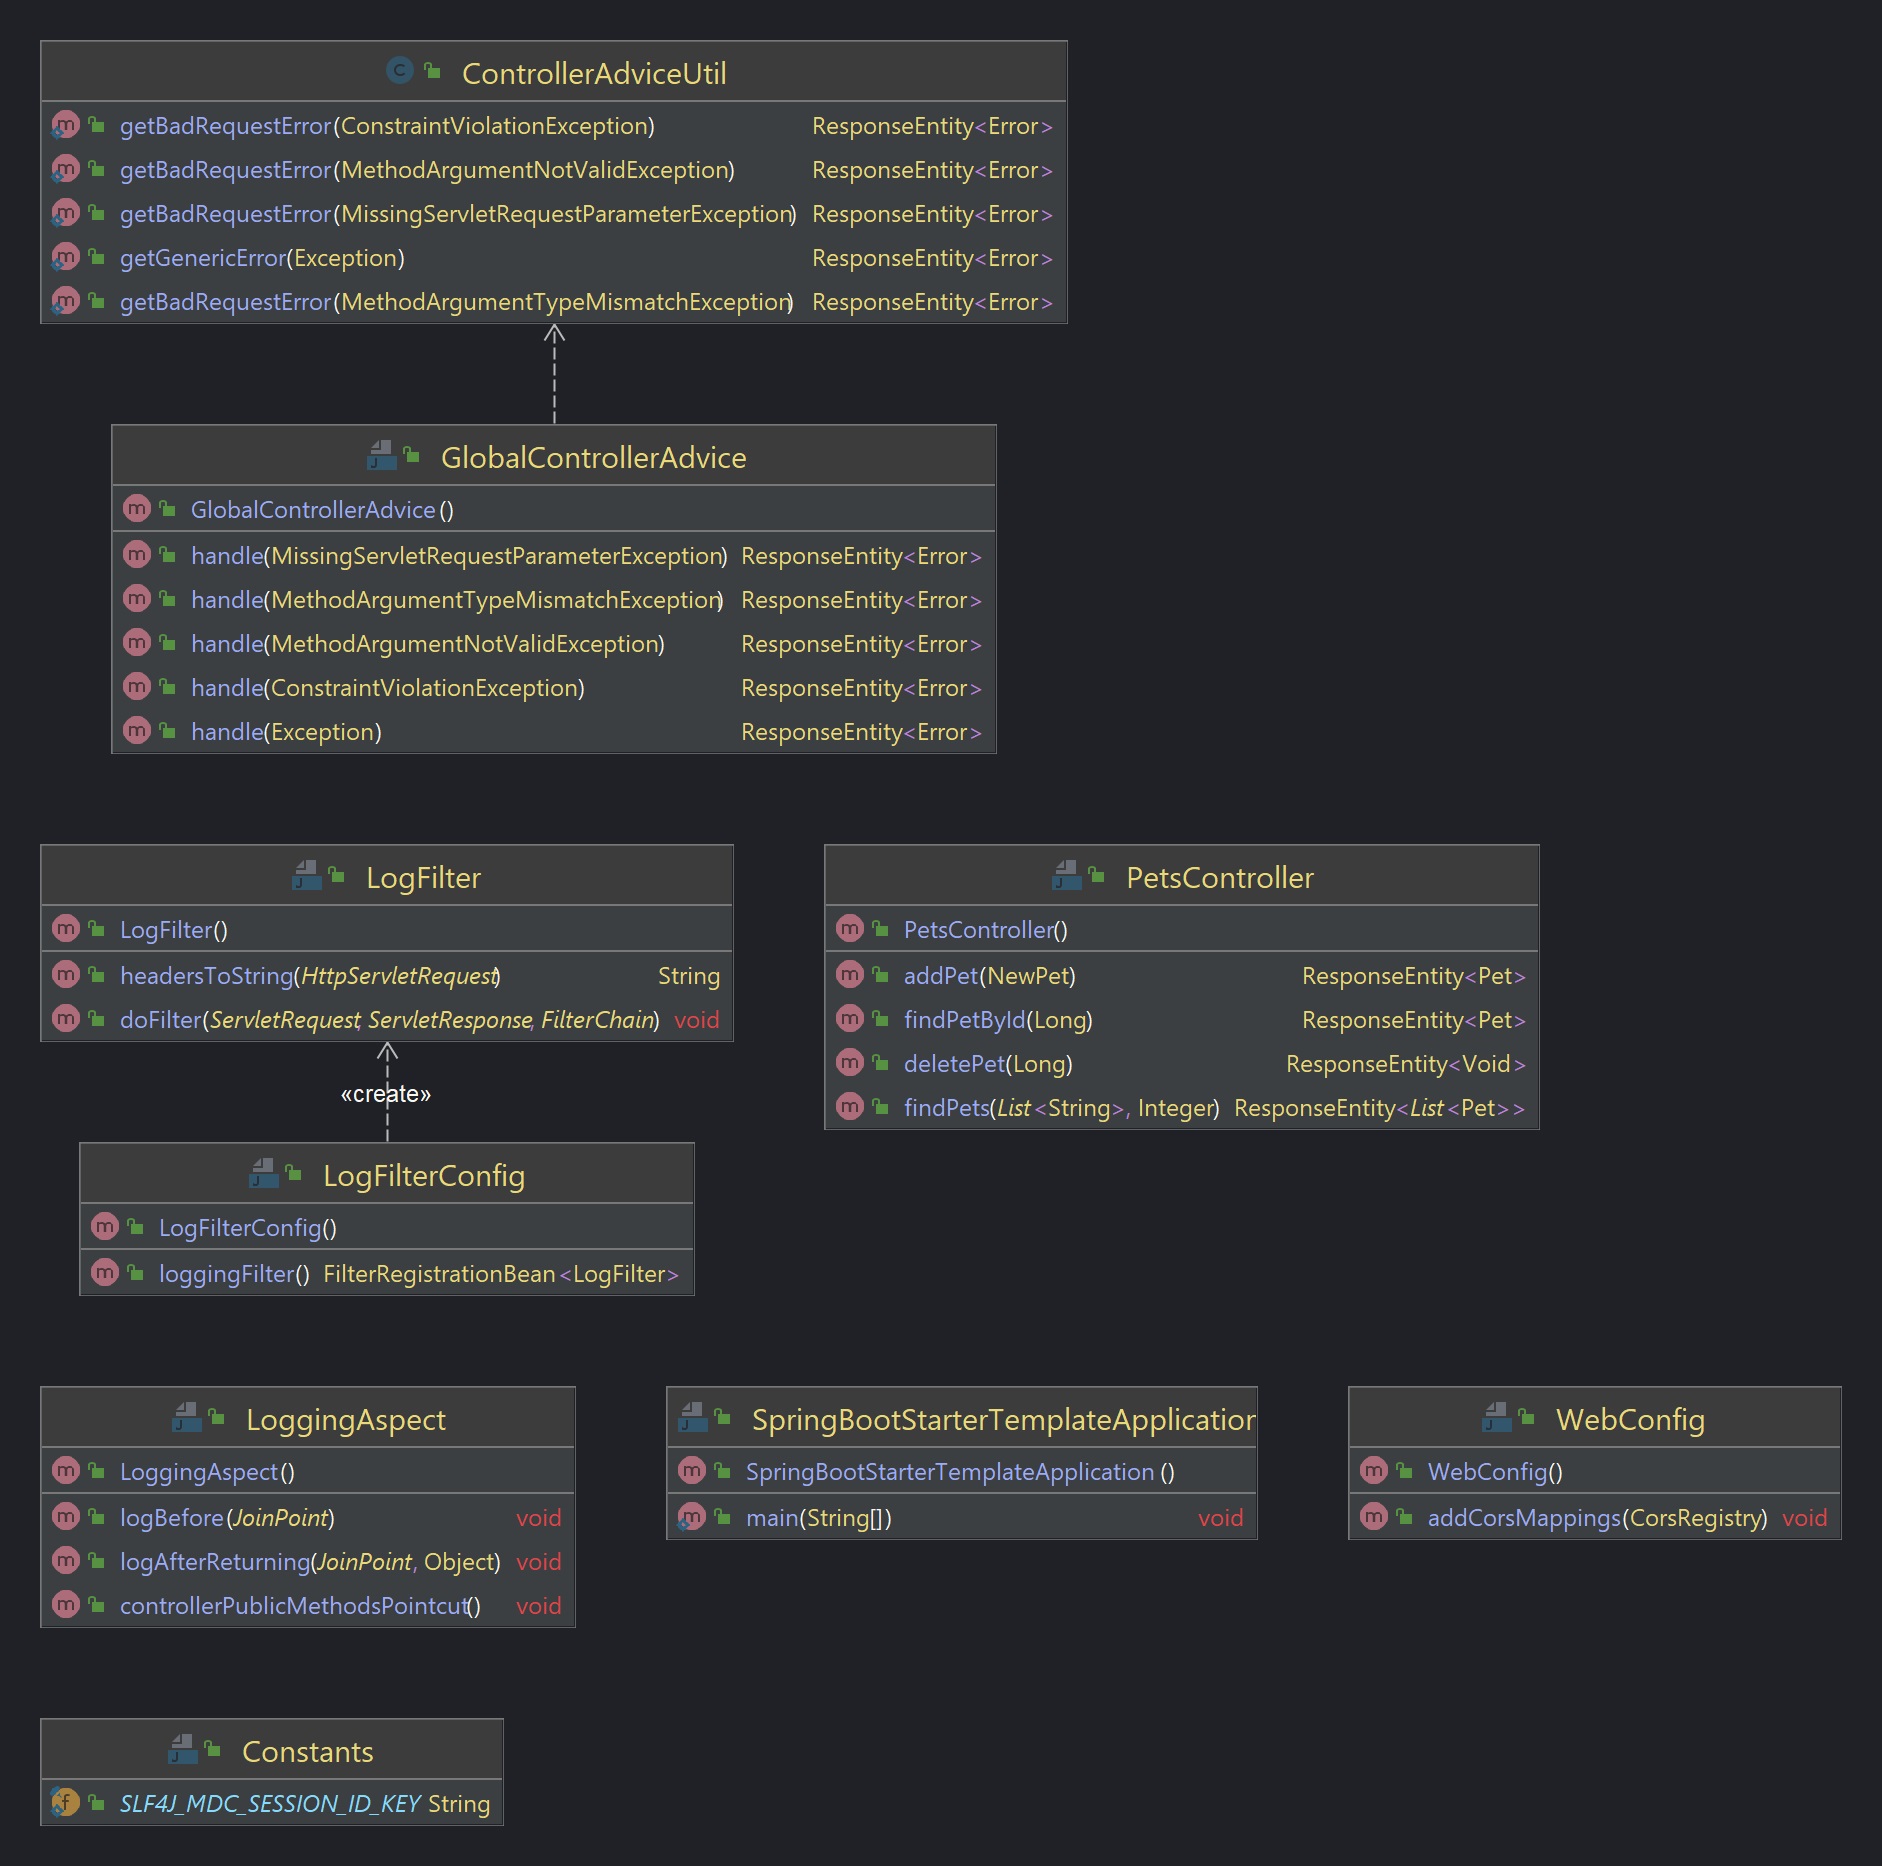 ControllerAdviceUtil
getBadRequestError(ConstraintViolationException) ResponseEntity<Error>
getBadRequestError(MethodArgumentNotValidException) ResponseEntity<Error>
getBadRequestError(MissingServletRequestParameterException) ResponseEntity<Error>
getGenericError(Exception) ResponseEntity<Error>
getBadRequestError(MethodArgumentTypeMismatchException) ResponseEntity<Error>
GlobalControllerAdvice
GlobalControllerAdvice()
handle(MissingServletRequestParameterException) ResponseEntity<Error>
handle(MethodArgumentTypeMismatchException) ResponseEntity<Error>
handle(MethodArgumentNotValidException) ResponseEntity<Error>
handle(ConstraintViolationException) ResponseEntity<Error>
handle(Exception) ResponseEntity<Error>
LogFilter
LogFilter()
headersToString(HttpServletRequest) String
doFilter(ServletRequest, ServletResponse, FilterChain) void
«create»
LogFilterConfig
LogFilterConfig()
loggingFilter() FilterRegistrationBean<LogFilter>
PetsController
PetsController()
addPet(NewPet) ResponseEntity<Pet>
findPetById(Long) ResponseEntity<Pet>
deletePet(Long) ResponseEntity<Void>
findPets(List<String>, Integer) ResponseEntity<List<Pet>>
LoggingAspect
LoggingAspect()
logBefore(JoinPoint) void
logAfterReturning(JoinPoint, Object) void
controllerPublicMethodsPointcut() void
SpringBootStarterTemplateApplication
SpringBootStarterTemplateApplication()
main(String[]) void
WebConfig
WebConfig()
addCorsMappings(CorsRegistry) void
Constants
SLF4J_MDC_SESSION_ID_KEY String